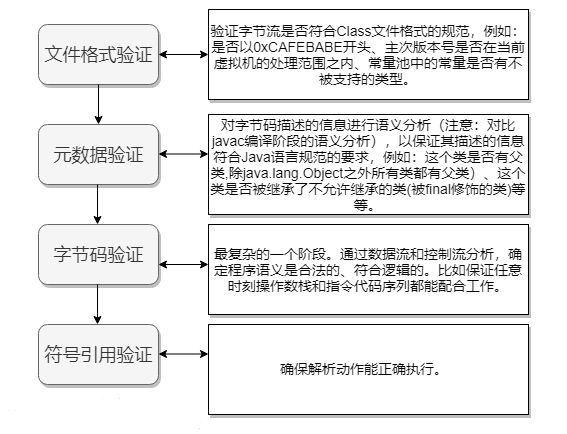 文件格式验证
验证字节流是否符合Class文件格式的规范，例如：
是否以0xCAFEBABE开头、主次版本号是否在当前
虚拟机的处理范围之内、常量池中的常量是否有不
被支持的类型。
元数据验证
对字节码描述的信息进行语义分析（注意：对比
javac编译阶段的语义分析），以保证其描述的信息
符合Java语言规范的要求，例如：这个类是否有父
类,除java.lang.Object之外所有类都有父类）、这个
类是否被继承了不允许继承的类(被final修饰的类)等
等。
字节码验证
最复杂的一个阶段。通过数据流和控制流分析，确
定程序语义是合法的、符合逻辑的。比如保证任意
时刻操作数栈和指令代码序列都能配合工作。
符号引用验证
确保解析动作能正确执行。